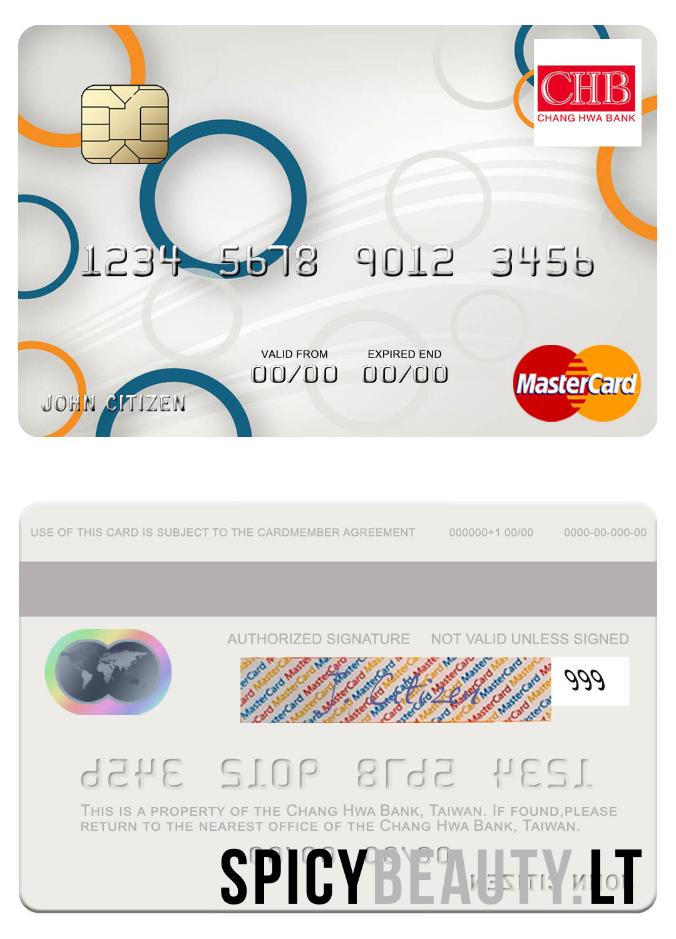 CHB
CHANG HWA BANK
1234 5678 9012 3456
VALID FROM EXPIRED END
00/00 00/00
JOHN CITIZEN
MasterCard
USE OF THIS CARD IS SUBJECT TO THE CARDMEMBER AGREEMENT 000000+1 00/00 0000-00-000-00
AUTHORIZED SIGNATURE NOT VALID UNLESS SIGNED
J. Citizen
999
THIS IS A PROPERTY OF THE CHANG HWA BANK, TAIWAN. IF FOUND,PLEASE
RETURN TO THE NEAREST OFFICE OF THE CHANG HWA BANK, TAIWAN.
SPICYBEAUTY.LT